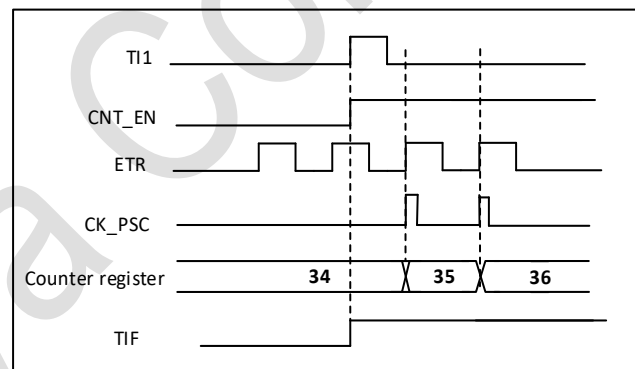 TI1
CNT_EN
ETR
CK_PSC
Counter register 34 35 36
TIF